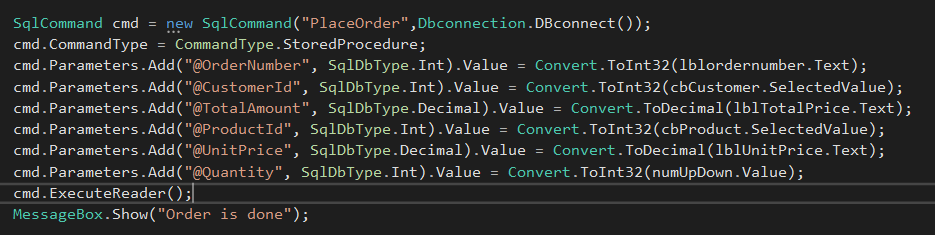 SqlCommand cmd = new SqlCommand("PlaceOrder",Dbconnection.DBconnect());
cmd.CommandType = CommandType.StoredProcedure;
cmd.Parameters.Add("@OrderNumber", SqlDbType.Int).Value = Convert.ToInt32(lblordernumber.Text);
cmd.Parameters.Add("@CustomerId", SqlDbType.Int).Value = Convert.ToInt32(cbCustomer.SelectedValue);
cmd.Parameters.Add("@TotalAmount", SqlDbType.Decimal).Value = Convert.ToDecimal(lblTotalPrice.Text);
cmd.Parameters.Add("@ProductId", SqlDbType.Int).Value = Convert.ToInt32(cbProduct.SelectedValue);
cmd.Parameters.Add("@UnitPrice", SqlDbType.Decimal).Value = Convert.ToDecimal(lblUnitPrice.Text);
cmd.Parameters.Add("@Quantity", SqlDbType.Int).Value = Convert.ToInt32(numUpDown.Value);
cmd.ExecuteReader();
MessageBox.Show("Order is done");